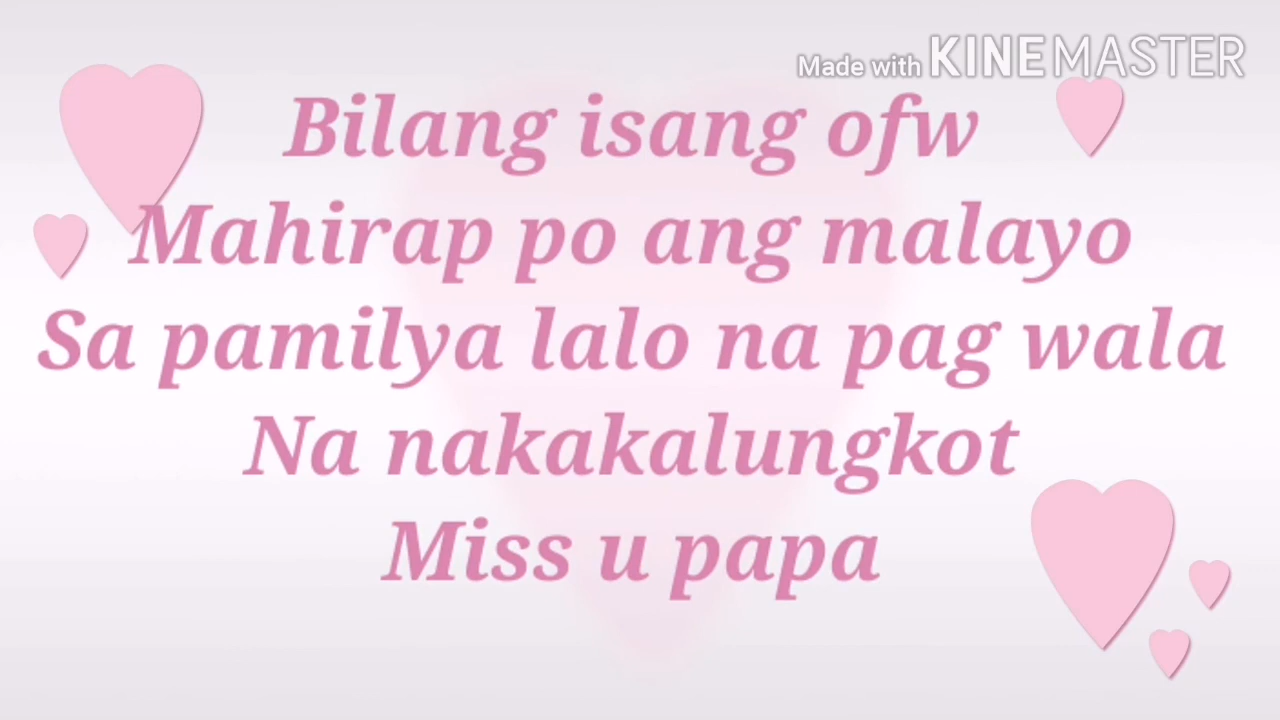 Made with KINEMASTER
Bilang isang ofw
Mahirap po ang malayo
Sa pamilya lalo na pag wala
Na nakakalungkot
Miss u papa